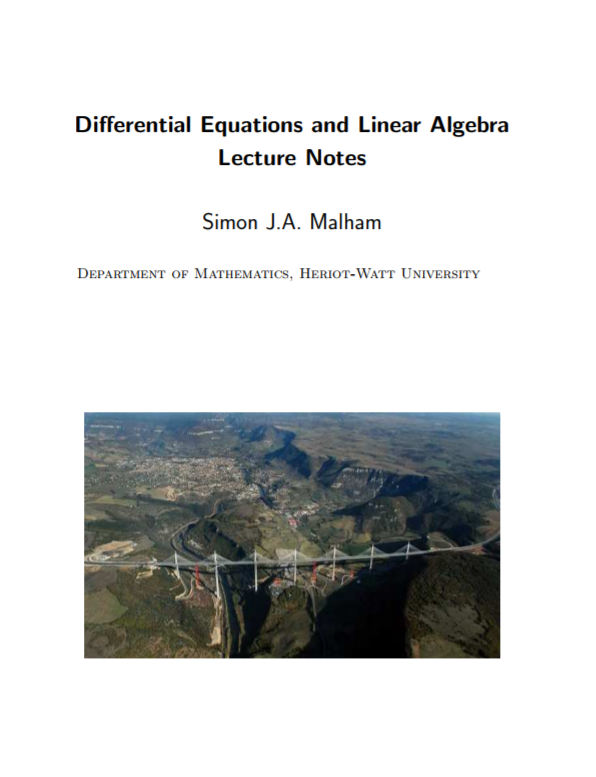 Differential Equations and Linear Algebra
Lecture Notes
Simon J.A. Malham
Department of Mathematics, Heriot-Watt University